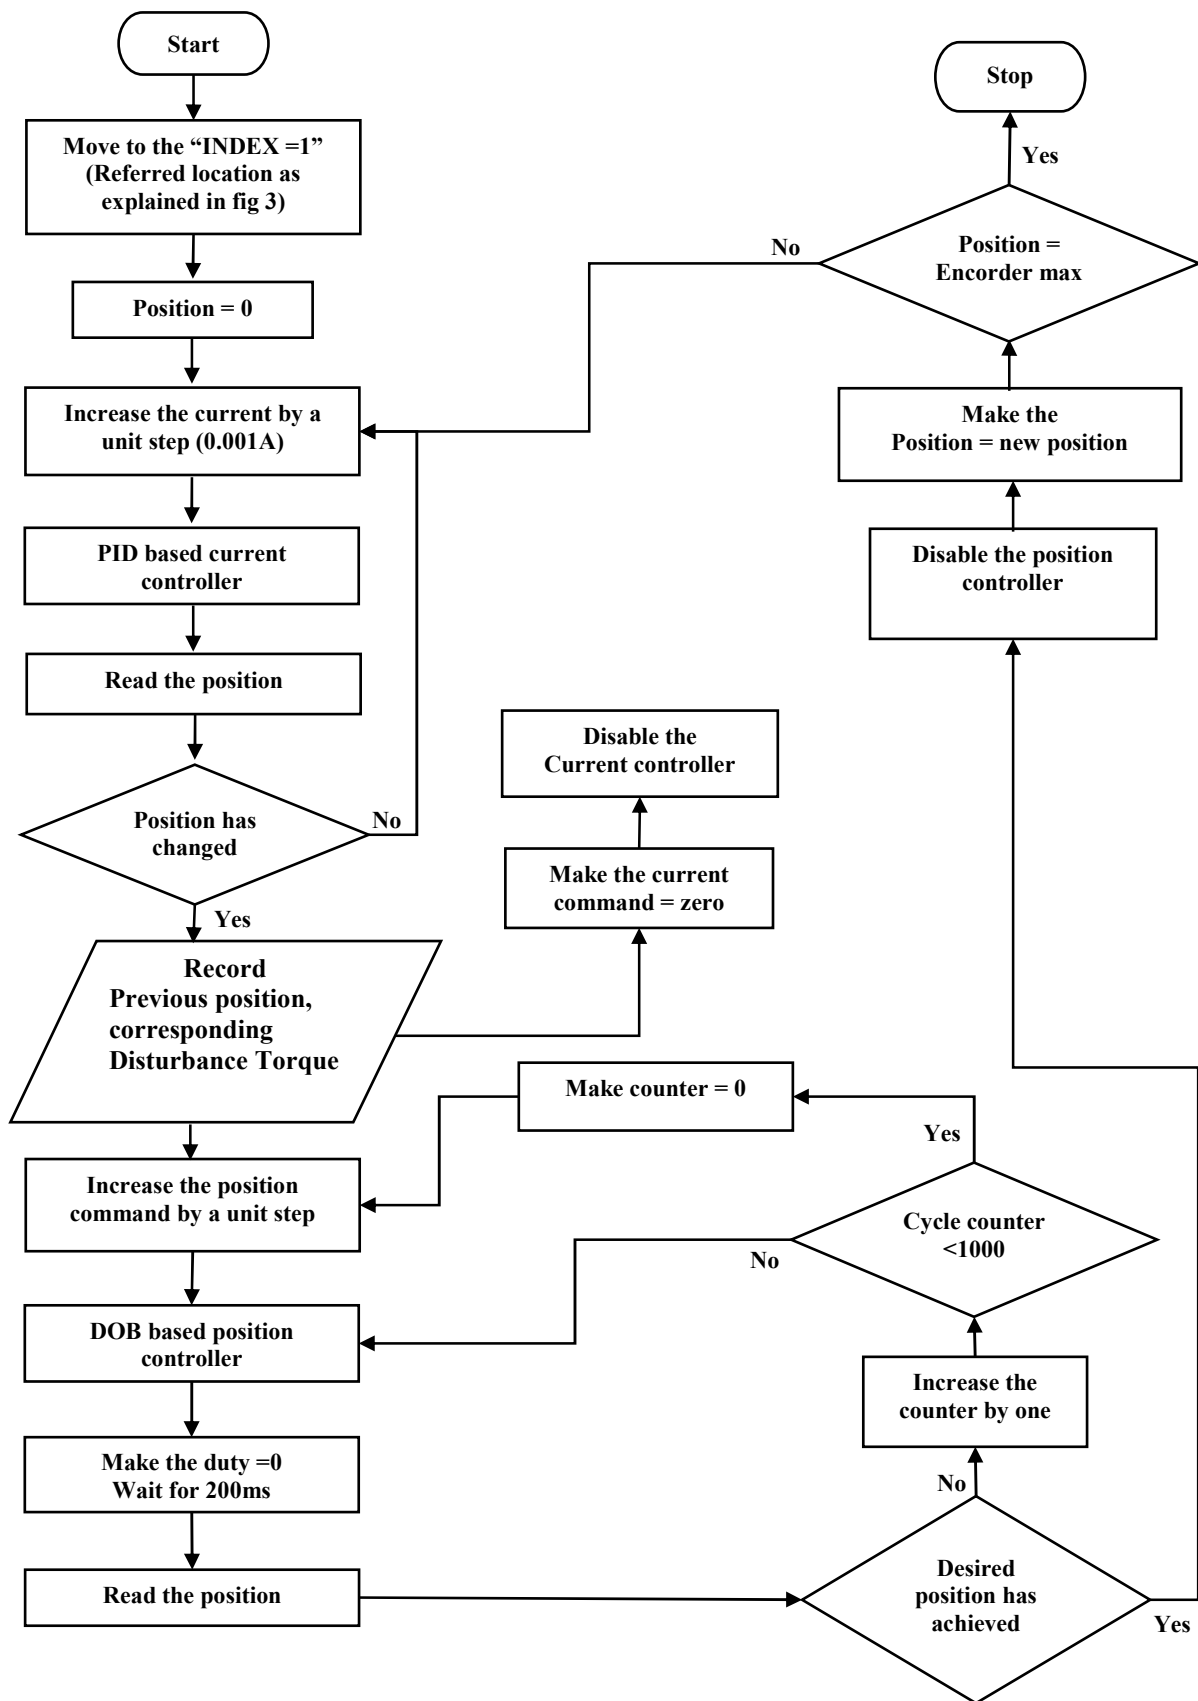 Start
Move to the “INDEX =1”
(Referred location as
explained in fig 3)
Position = 0
Increase the current by a
unit step (0.001A)
PID based current
controller
Read the position
Position has
changed
No
Yes
Record
Previous position,
corresponding
Disturbance Torque
Disable the
Current controller
Make the current
command = zero
Increase the position
command by a unit step
DOB based position
controller
Make the duty =0
Wait for 200ms
Read the position
Desired
position has
achieved
No
Yes
Increase the
counter by one
Cycle counter
<1000
Yes
No
Make counter = 0
Disable the position
controller
Make the
Position = new position
Position =
Encorder max
No
Yes
Stop